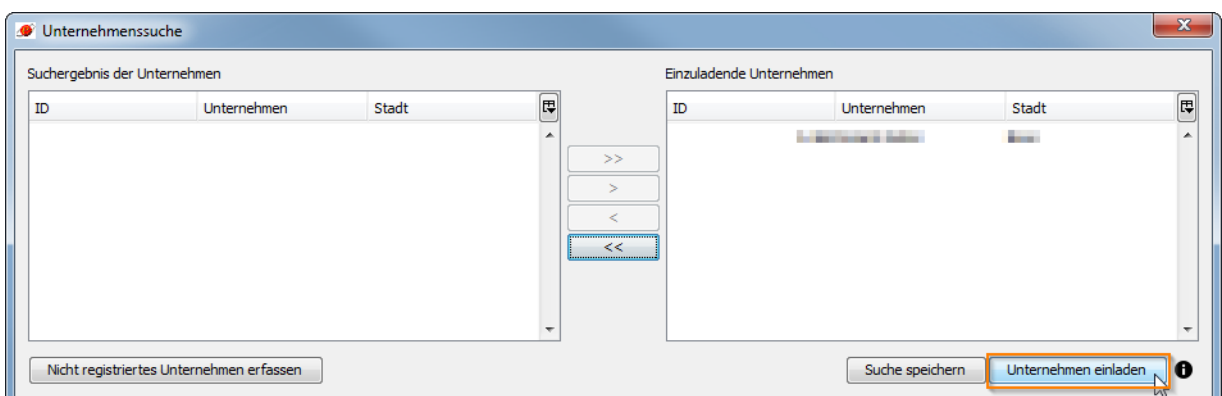 Unternehmenssuche
Suchergebnis der Unternehmen
Einzuladende Unternehmen
ID Unternehmen Stadt
ID Unternehmen Stadt
>>
>
<
<<
Nicht registriertes Unternehmen erfassen
Suche speichern
Unternehmen einladen